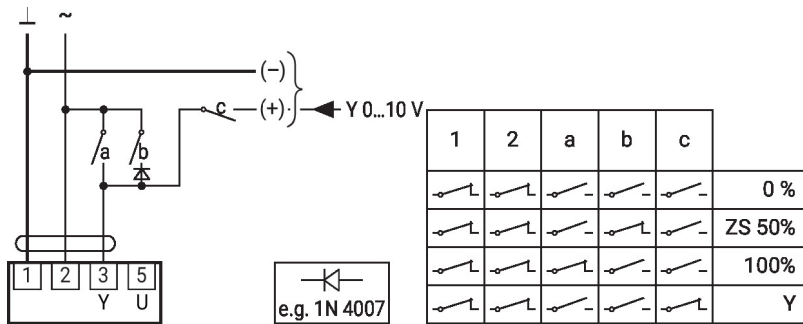 ⊥ ~
(–)
c (+) Y 0...10 V
a b
1 2 3 5
Y U
e.g. 1N 4007
1 2 a b c
0 %
ZS 50%
100%
Y